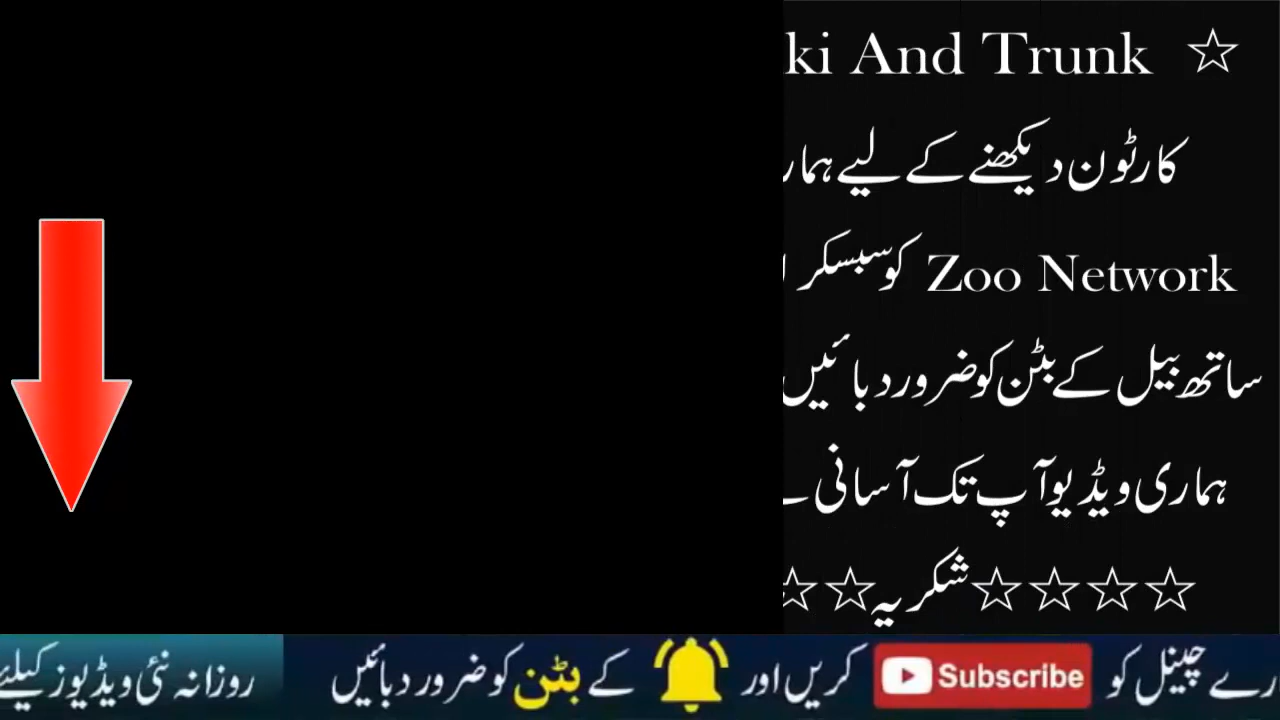 ki And Trunk ☆
کارٹون دیکھنے کے لیے ہمار
Zoo Network کو سبسکر
ساتھ بیل کے بٹن کو ضرور دبائیں
ہماری ویڈیو آپ تک آسانی
☆☆☆☆شکریہ☆☆
رے چینل کو Subscribe کریں اور 🔔 کے بٹن کو ضرور دبائیں روزانہ نئی ویڈیوز کیلئے